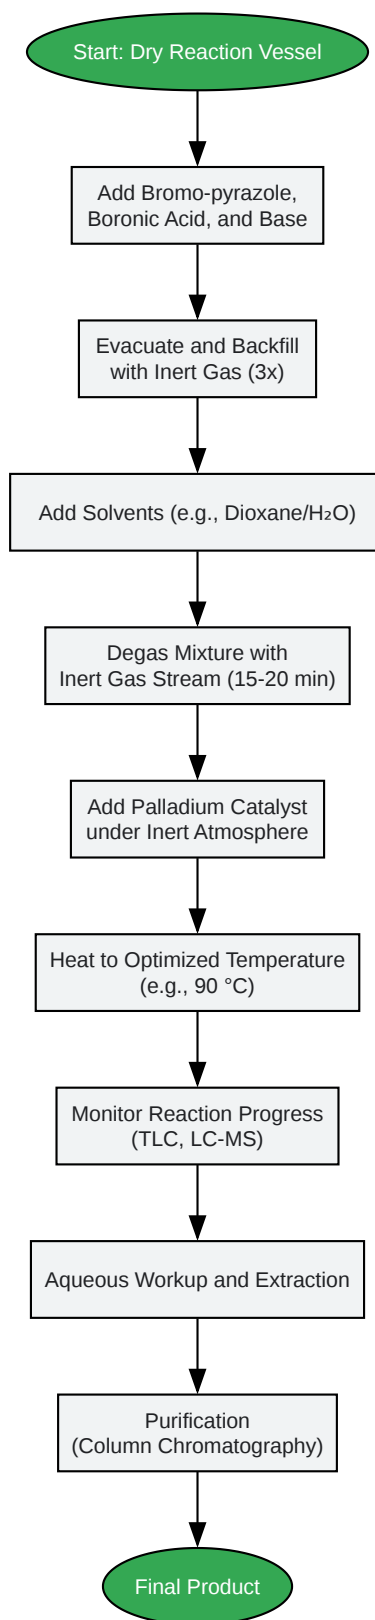 Start: Dry Reaction Vessel
Add Bromo-pyrazole,
Boronic Acid, and Base
Evacuate and Backfill
with Inert Gas (3x)
Add Solvents (e.g., Dioxane/H₂O)
Degas Mixture with
Inert Gas Stream (15-20 min)
Add Palladium Catalyst
under Inert Atmosphere
Heat to Optimized Temperature
(e.g., 90 °C)
Monitor Reaction Progress
(TLC, LC-MS)
Aqueous Workup and Extraction
Purification
(Column Chromatography)
Final Product